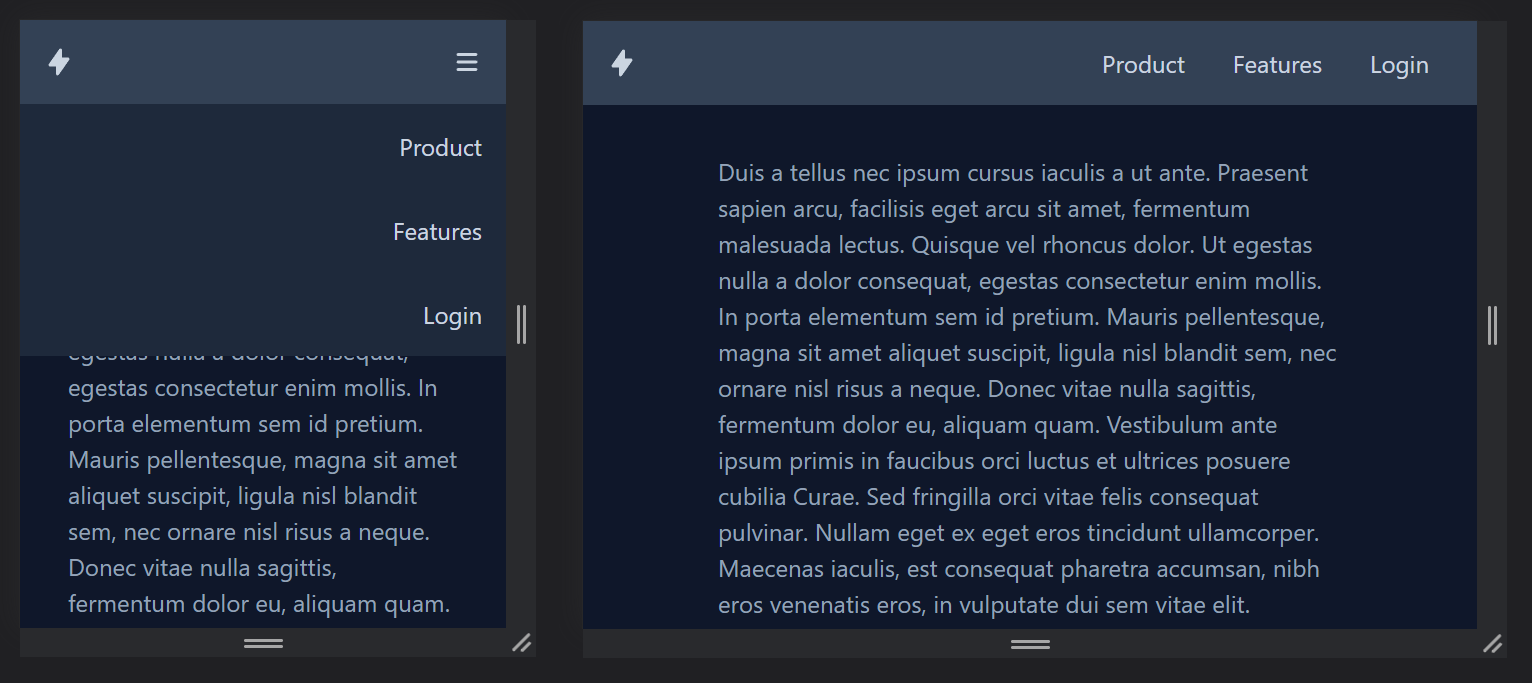 Product
Features
Login
egestas nulla a dolor consequat,
egestas consectetur enim mollis. In
porta elementum sem id pretium.
Mauris pellentesque, magna sit amet
aliquet suscipit, ligula nisl blandit
sem, nec ornare nisl risus a neque.
Donec vitae nulla sagittis,
fermentum dolor eu, aliquam quam.
Product Features Login
Duis a tellus nec ipsum cursus iaculis a ut ante. Praesent
sapien arcu, facilisis eget arcu sit amet, fermentum
malesuada lectus. Quisque vel rhoncus dolor. Ut egestas
nulla a dolor consequat, egestas consectetur enim mollis.
In porta elementum sem id pretium. Mauris pellentesque,
magna sit amet aliquet suscipit, ligula nisl blandit sem, nec
ornare nisl risus a neque. Donec vitae nulla sagittis,
fermentum dolor eu, aliquam quam. Vestibulum ante
ipsum primis in faucibus orci luctus et ultrices posuere
cubilia Curae. Sed fringilla orci vitae felis consequat
pulvinar. Nullam eget ex eget eros tincidunt ullamcorper.
Maecenas iaculis, est consequat pharetra accumsan, nibh
eros venenatis eros, in vulputate dui sem vitae elit.